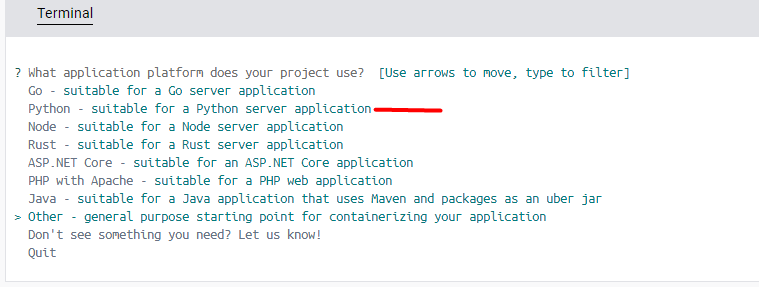 Terminal
? What application platform does your project use?  [Use arrows to move, type to filter]
Go - suitable for a Go server application
Python - suitable for a Python server application
Node - suitable for a Node server application
Rust - suitable for a Rust server application
ASP.NET Core - suitable for an ASP.NET Core application
PHP with Apache - suitable for a PHP web application
Java - suitable for a Java application that uses Maven and packages as an uber jar
> Other - general purpose starting point for containerizing your application
Don't see something you need? Let us know!
Quit